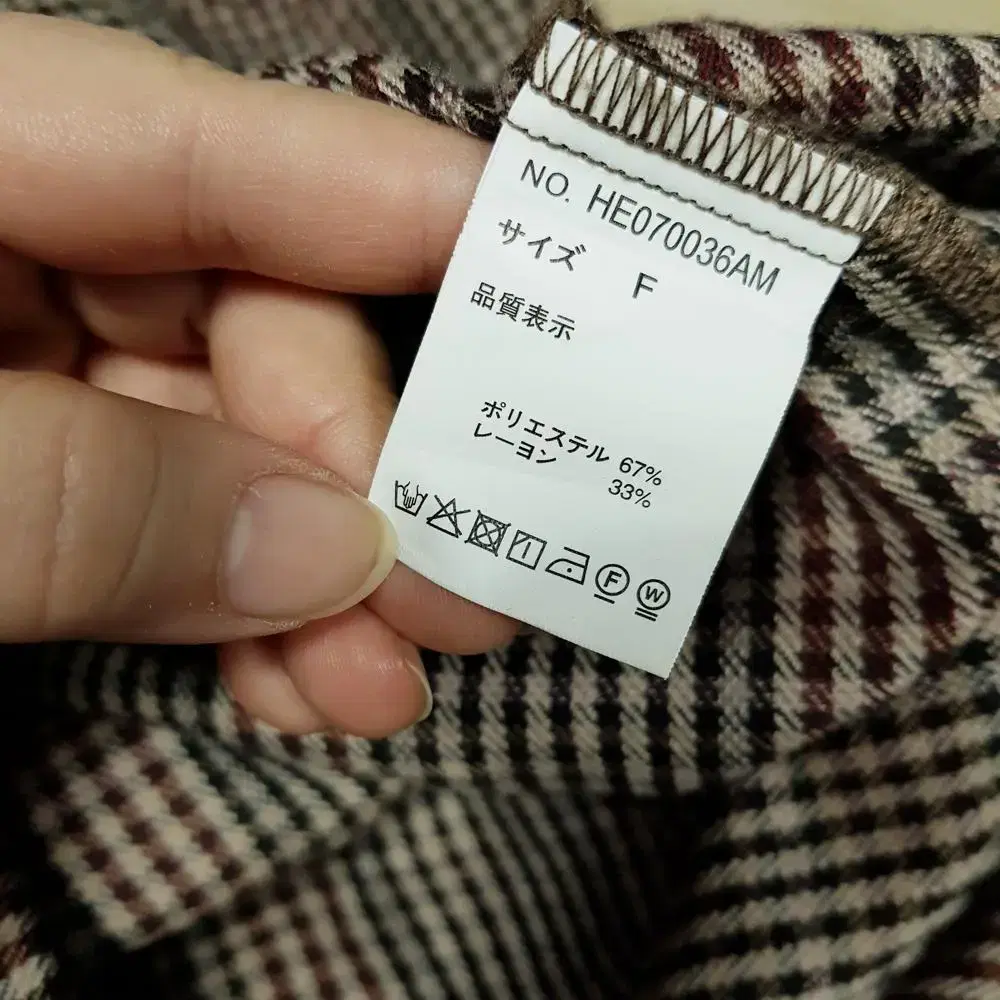 NO. HE070036AM
サイズ F
品質表示
ポリエステル 67%
レーヨン 33%
F W